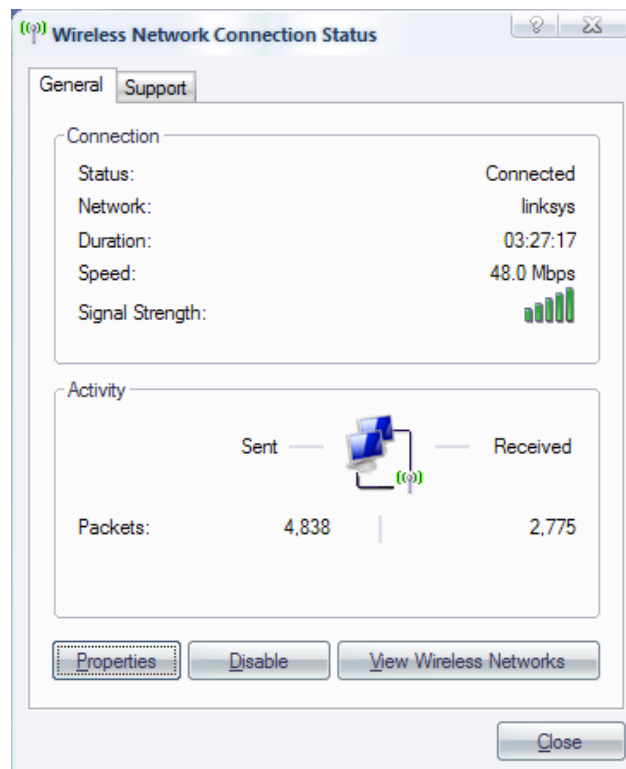 Wireless Network Connection Status
General Support
Connection
Status: Connected
Network: linksys
Duration: 03:27:17
Speed: 48.0 Mbps
Signal Strength:
Activity
Sent Received
Packets: 4,838 2,775
Properties Disable View Wireless Networks
Close